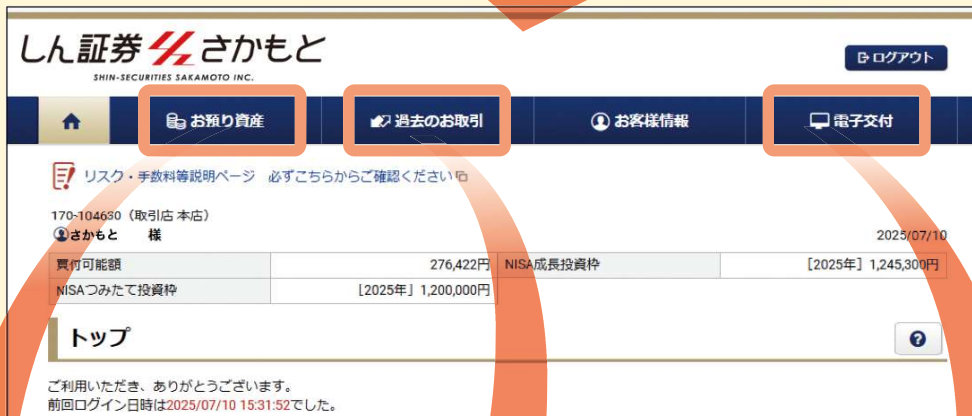 しん証券 さかもと
SHIN-SECURITIES SAKAMOTO INC.
ログアウト
お預り資産 過去のお取引 お客様情報 電子交付
リスク・手数料等説明ページ 必ずこちらからご確認ください
170-104630（取引店 本店）
さかもと 様
2025/07/10
買付可能額 276,422円 NISA成長投資枠 ［2025年］1,245,300円
NISAつみたて投資枠 ［2025年］1,200,000円
トップ
ご利用いただき、ありがとうございます。
前回ログイン日時は2025/07/10 15:31:52でした。